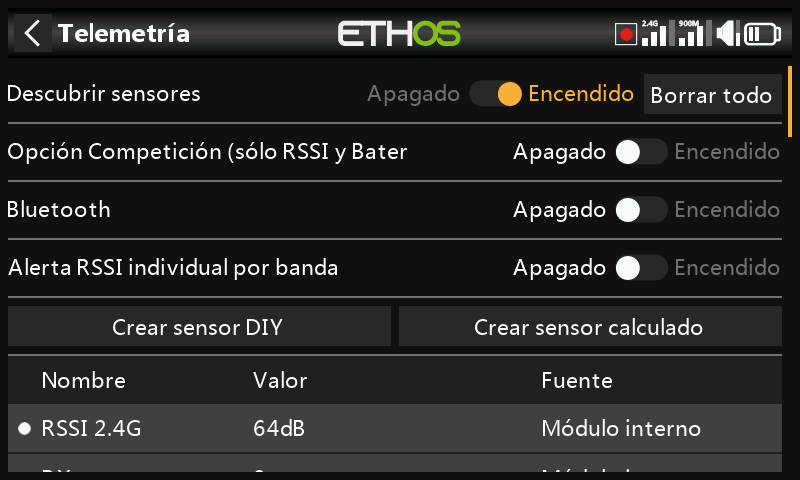 Telemetría
ETHOS
2.4G
900M
Descubrir sensores Apagado Encendido Borrar todo
Opción Competición (sólo RSSI y Bater Apagado Encendido
Bluetooth Apagado Encendido
Alerta RSSI individual por banda Apagado Encendido
Crear sensor DIY Crear sensor calculado
Nombre Valor Fuente
RSSI 2.4G 64dB Módulo interno